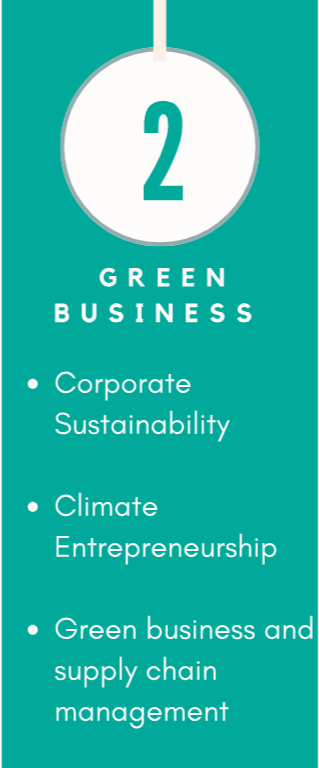 2
GREEN
BUSINESS
• Corporate
Sustainability
• Climate
Entrepreneurship
• Green business and
supply chain
management